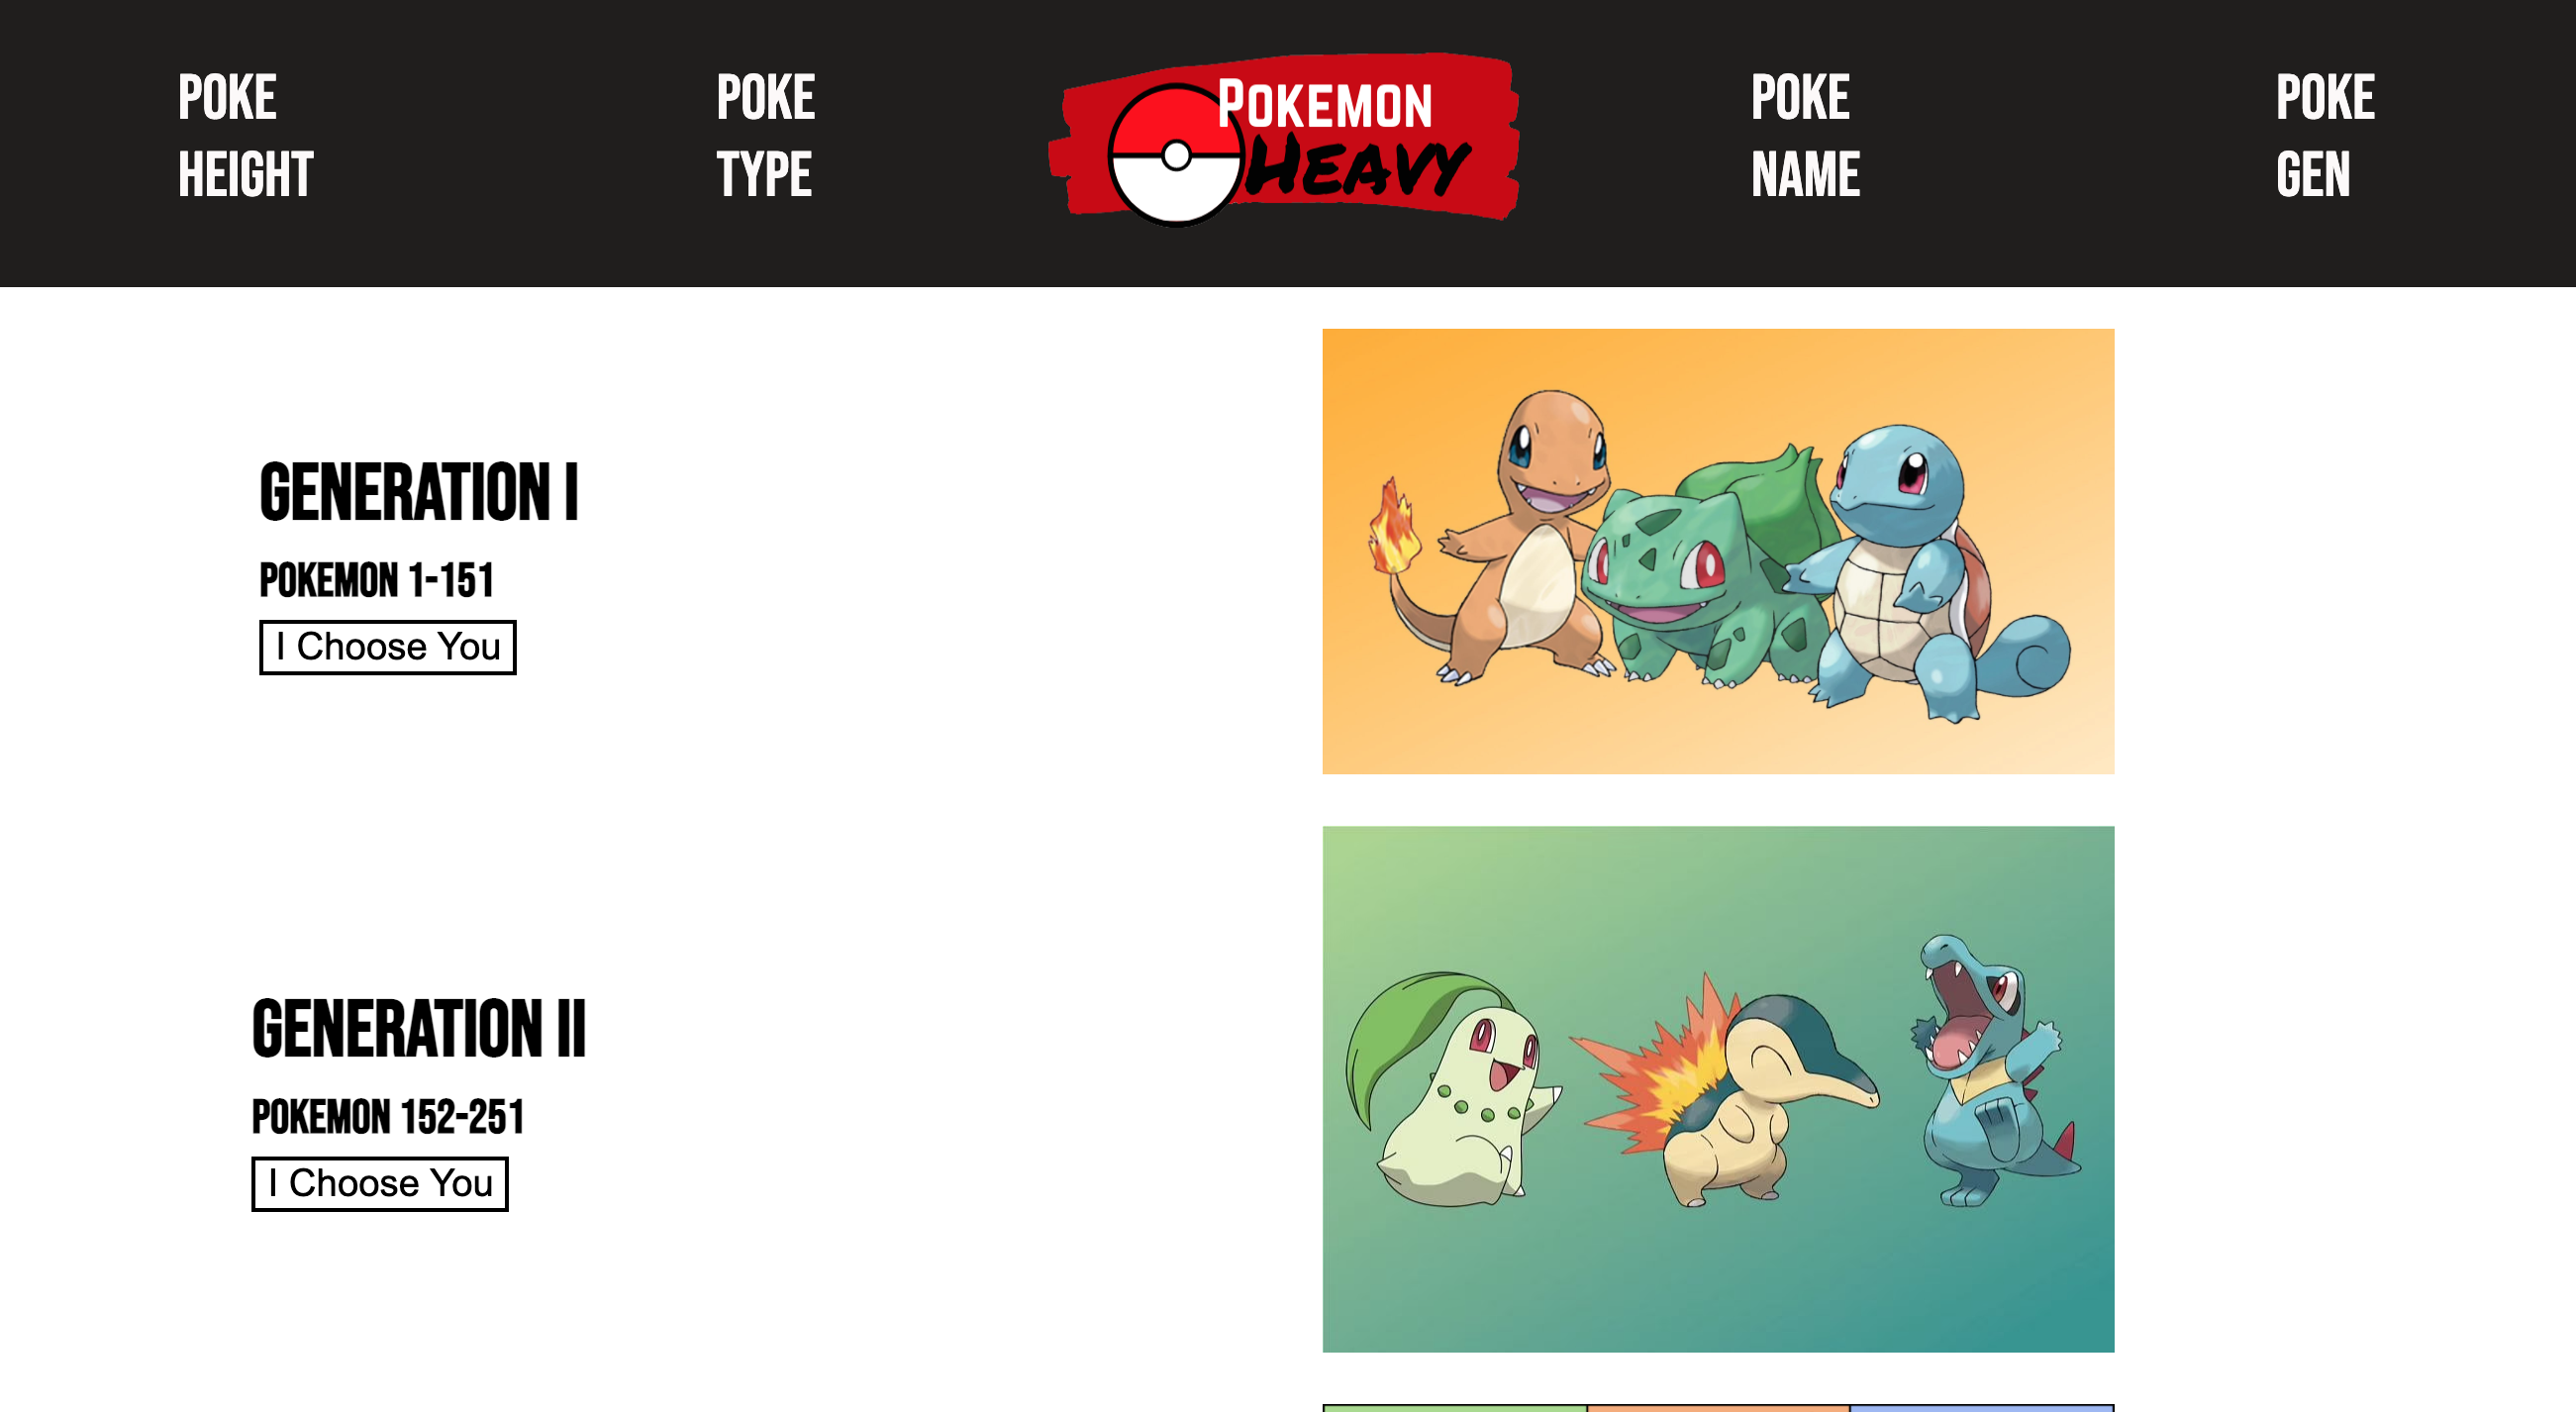 POKE
HEIGHT
POKE
TYPE
POKEMON
HEAVY
POKE
NAME
POKE
GEN
GENERATION I
POKEMON 1-151
I Choose You
GENERATION II
POKEMON 152-251
I Choose You